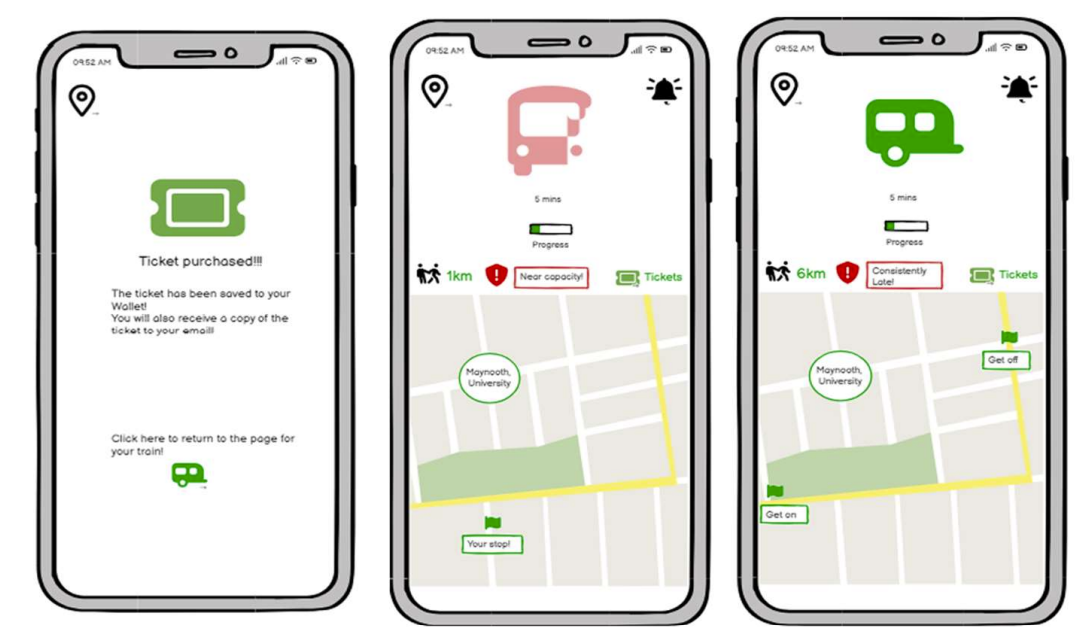 09:52 AM
Ticket purchased!!!
The ticket has been saved to your
Wallet!
You will also receive a copy of the
ticket to your email!
Click here to return to the page for
your train!
09:52 AM
5 mins
Progress
1km
Near capacity!
Tickets
Maynooth,
University
Your stop!
09:52 AM
5 mins
Progress
6km
Consistently
Late!
Tickets
Get off
Maynooth,
University
Get on